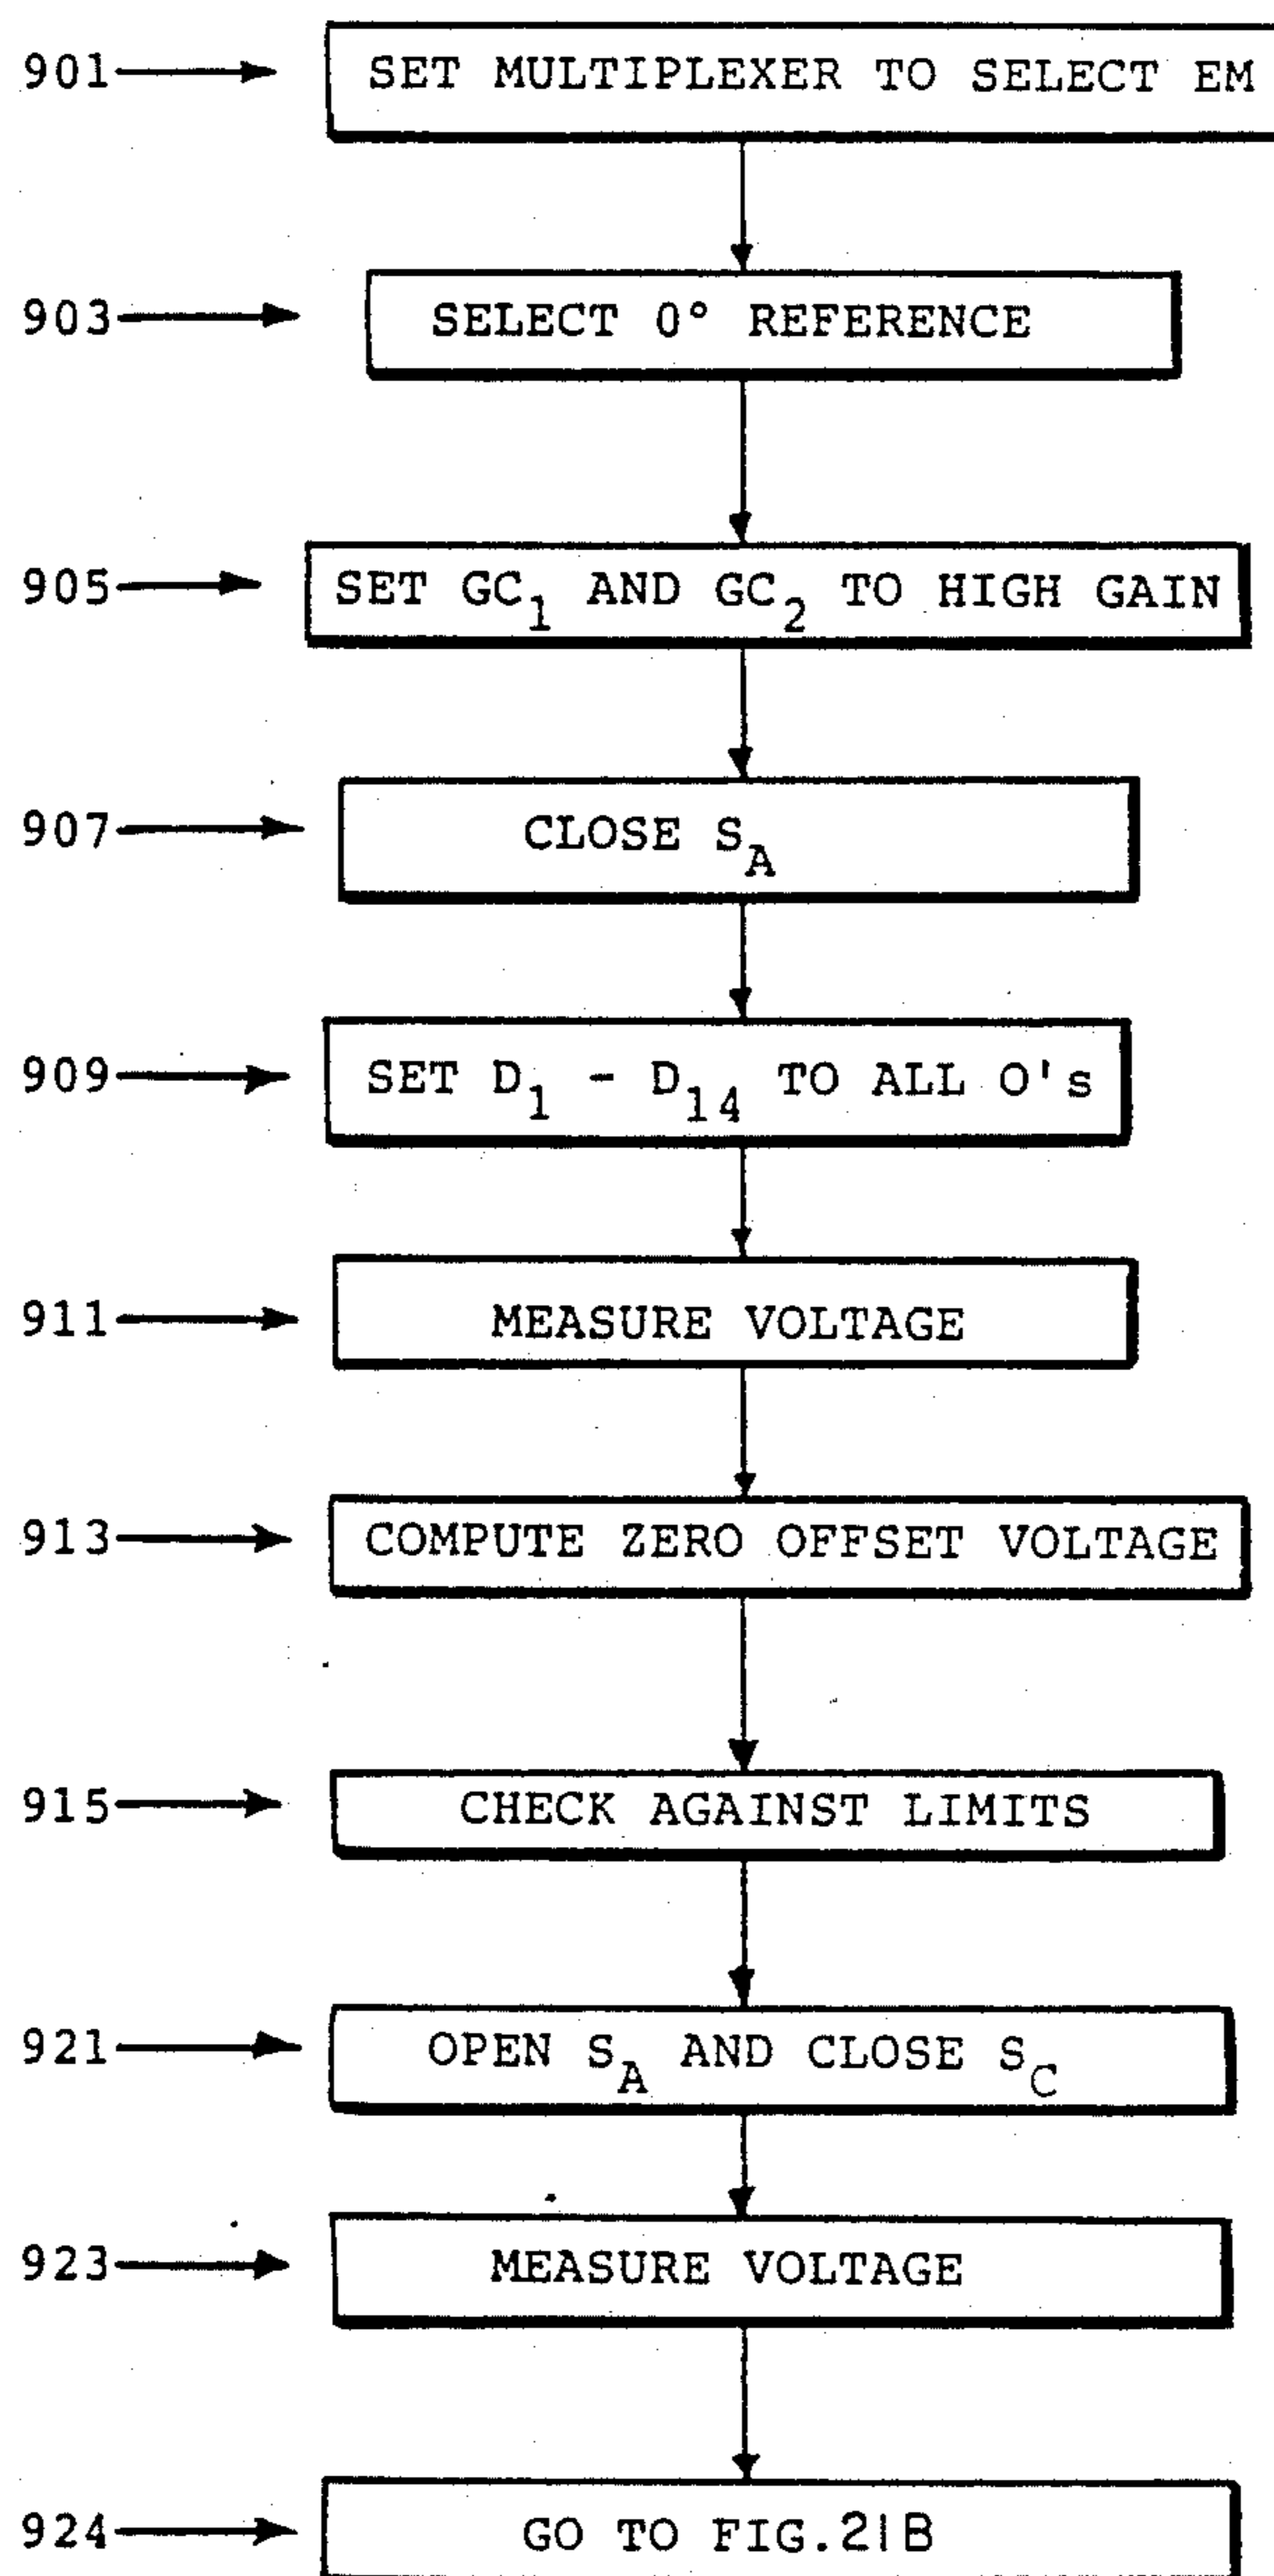 901 SET MULTIPLEXER TO SELECT EM
903 SELECT 0° REFERENCE
905 SET GC1 AND GC2 TO HIGH GAIN
907 CLOSE SA
909 SET D1 - D14 TO ALL O's
911 MEASURE VOLTAGE
913 COMPUTE ZERO OFFSET VOLTAGE
915 CHECK AGAINST LIMITS
921 OPEN SA AND CLOSE SC
923 MEASURE VOLTAGE
924 GO TO FIG.21B